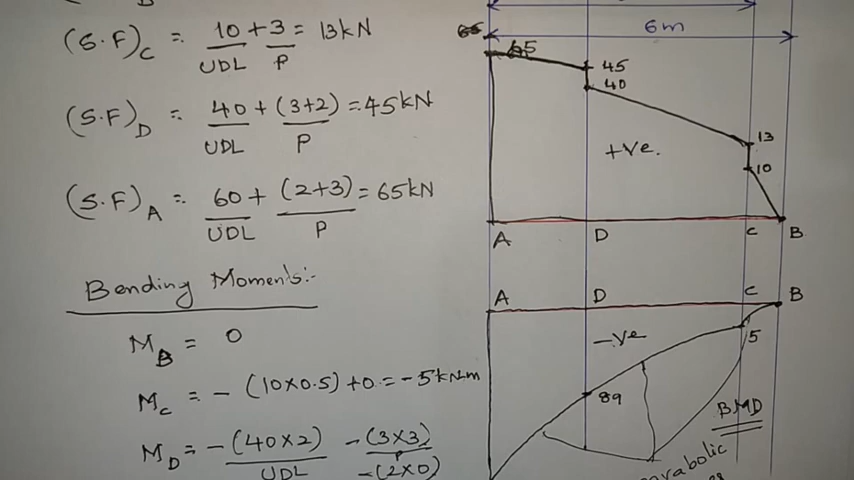 (S.F)C = 10 + 3 = 13kN
UDL P
(S.F)D = 40 + (3+2) = 45kN
UDL P
(S.F)A = 60 + (2+3) = 65kN
UDL P
Bending Moments:-
MB = 0
MC = - (10×0.5) + 0 = -5kN-m
MD = -(40×2) - (3×3)
UDL P
-(2×0)
6m
65
45
40
+ve.
13
10
A D C B
A D C B
-ve
5
89
BMD